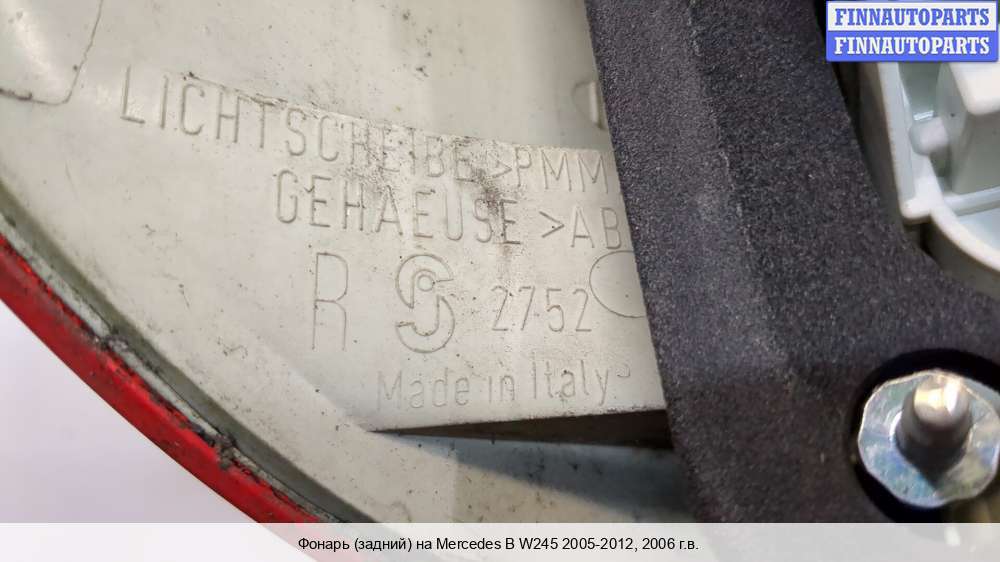 FINNAUTOPARTS
FINNAUTOPARTS
LICHTSCHEIBE >PMM
GEHAEUSE >AB
R 2752
Made in Italy
Фонарь (задний) на Mercedes B W245 2005-2012, 2006 г.в.